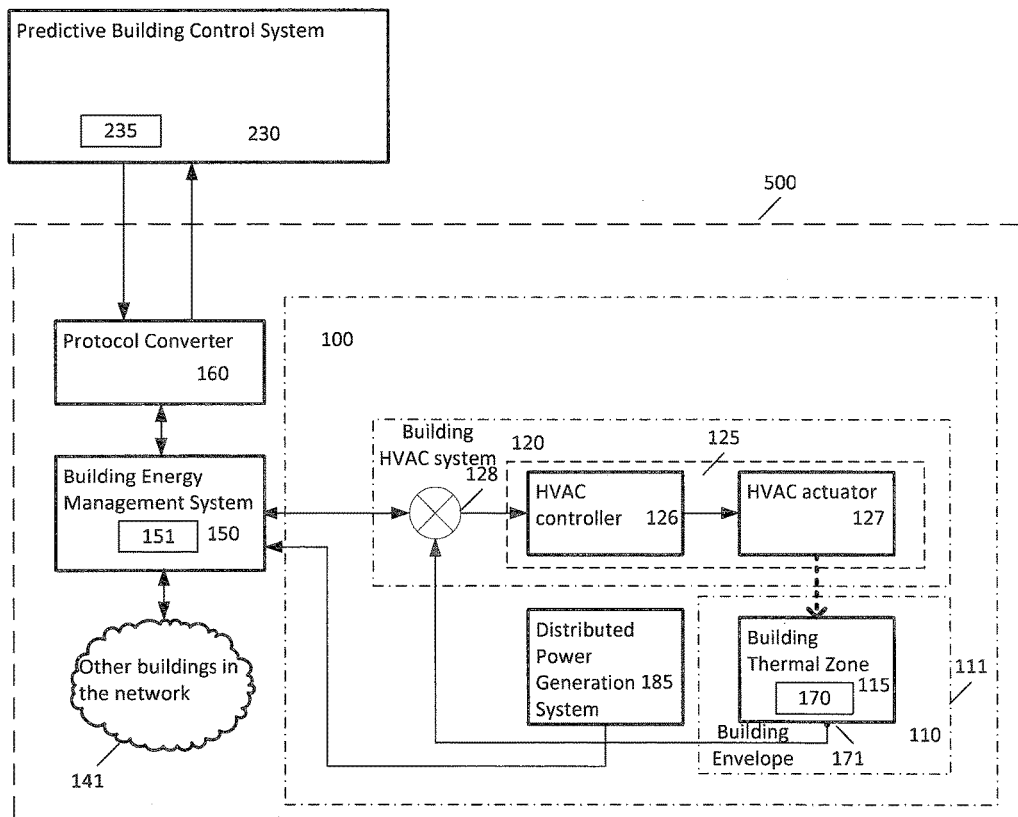 Predictive Building Control System
235
230
500
Protocol Converter
160
100
Building
HVAC system
120
125
128
HVAC
controller
126
HVAC actuator
127
Building Energy
Management System
151
150
Distributed
Power
Generation 185
System
Building
Thermal Zone
170
115
111
110
Building
Envelope
171
Other buildings in
the network
141